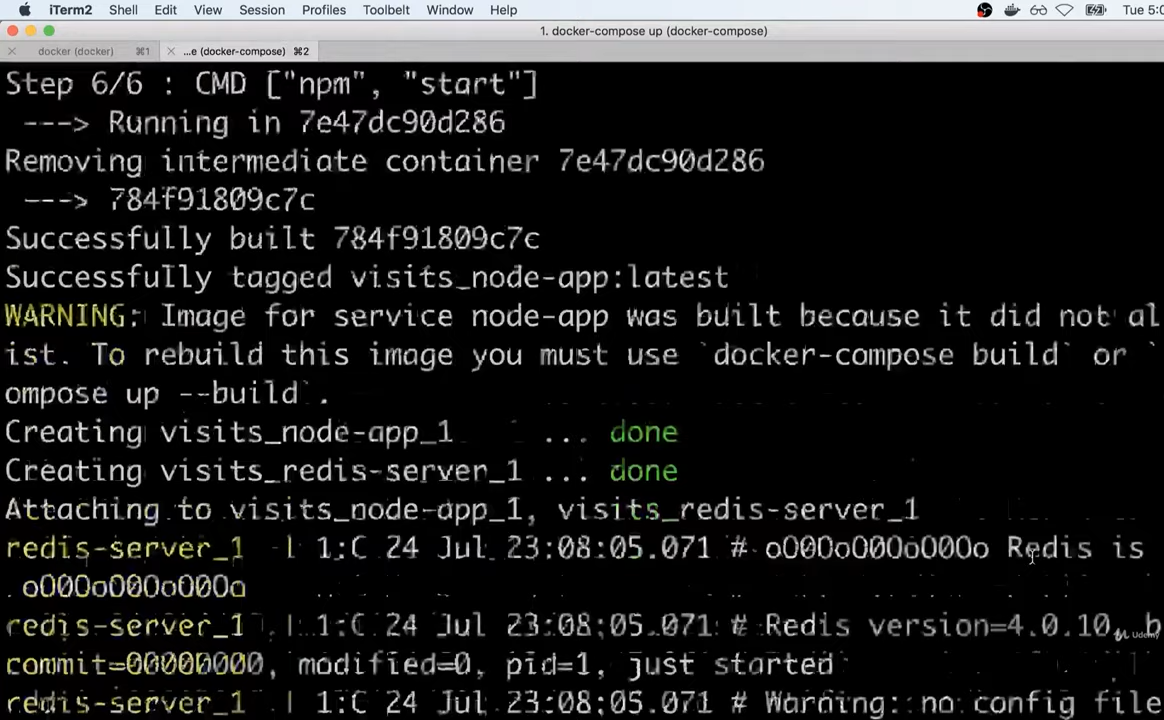 iTerm2 Shell Edit View Session Profiles Toolbelt Window Help Tue 5:0
1. docker-compose up (docker-compose)
docker (docker) ⌘1 ...e (docker-compose) ⌘2
Step 6/6 : CMD ["npm", "start"]
---> Running in 7e47dc90d286
Removing intermediate container 7e47dc90d286
---> 784f91809c7c
Successfully built 784f91809c7c
Successfully tagged visits_node-app:latest
WARNING: Image for service node-app was built because it did not al
ist. To rebuild this image you must use `docker-compose build` or `
ompose up --build`.
Creating visits_node-app_1 ... done
Creating visits_redis-server_1 ... done
Attaching to visits_node-app_1, visits_redis-server_1
redis-server_1 | 1:C 24 Jul 23:08:05.071 # oO0OoO0OoO0Oo Redis is
oO0OoO0OoO0Oo
redis-server_1 | 1:C 24 Jul 23:08:05.071 # Redis version=4.0.10, b
commit=00000000, modified=0, pid=1, just started
redis-server_1 | 1:C 24 Jul 23:08:05.071 # Warning: no config file
Udemy